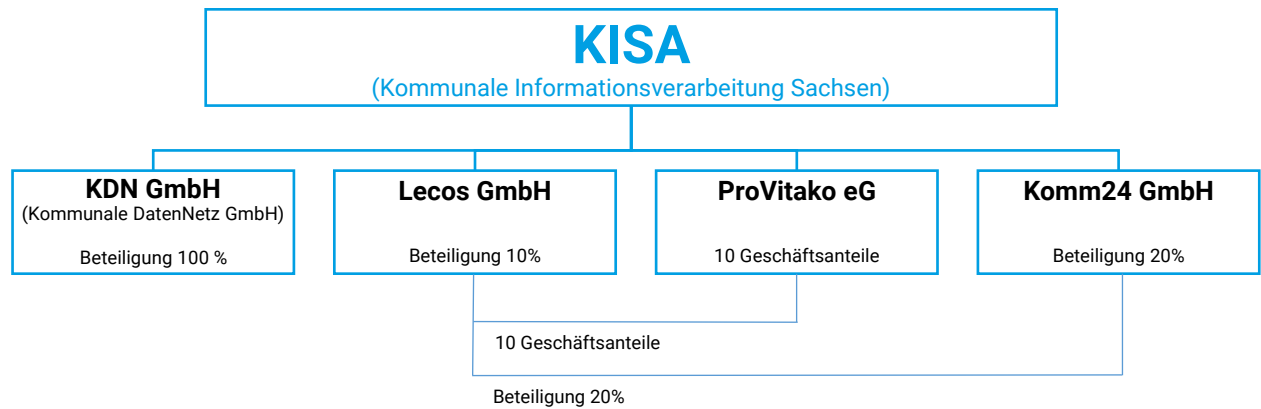 KISA
(Kommunale Informationsverarbeitung Sachsen)
KDN GmbH
(Kommunale DatenNetz GmbH)
Beteiligung 100 %
Lecos GmbH
Beteiligung 10%
ProVitako eG
10 Geschäftsanteile
Komm24 GmbH
Beteiligung 20%
10 Geschäftsanteile
Beteiligung 20%